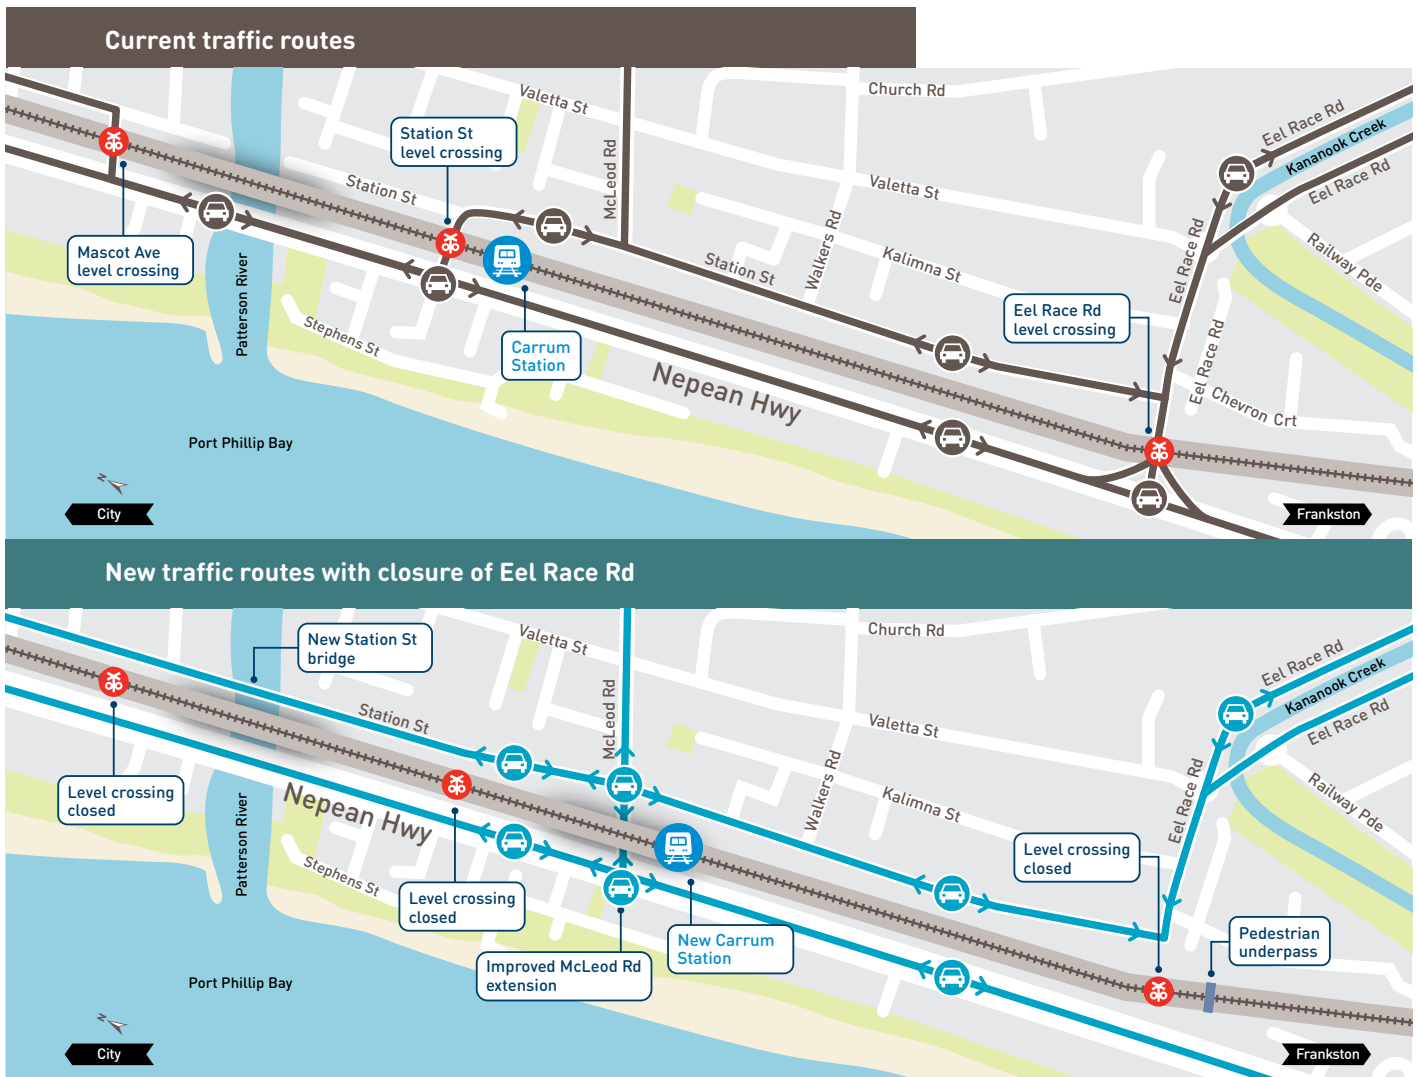 Current traffic routes
Church Rd
Valetta St
Station St
level crossing
McLeod Rd
Eel Race Rd
Kananook Creek
Eel Race Rd
Station St
Valetta St
Mascot Ave
level crossing
Patterson River
Walkers Rd
Kalimna St
Station St
Eel Race Rd
Railway Pde
Eel Race Rd
level crossing
Stephens St
Carrum
Station
Eel Race Rd
Nepean Hwy
Chevron Crt
Port Phillip Bay
N
City
Frankston
New traffic routes with closure of Eel Race Rd
New Station St
bridge
Valetta St
Church Rd
Eel Race Rd
Kananook Creek
Eel Race Rd
McLeod Rd
Station St
Valetta St
Walkers Rd
Kalimna St
Eel Race Rd
Railway Pde
Level crossing
closed
Patterson River
Nepean Hwy
Stephens St
Level crossing
closed
Level crossing
closed
New Carrum
Station
Pedestrian
underpass
Improved McLeod Rd
extension
Port Phillip Bay
N
City
Frankston